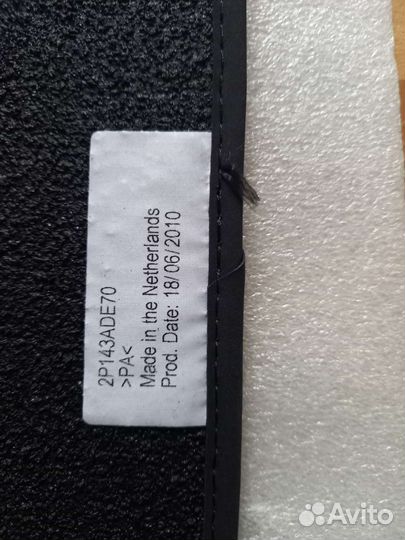 2P143ADE70
>PA<
Made in the Netherlands
Prod. Date: 18/06/2010
Avito